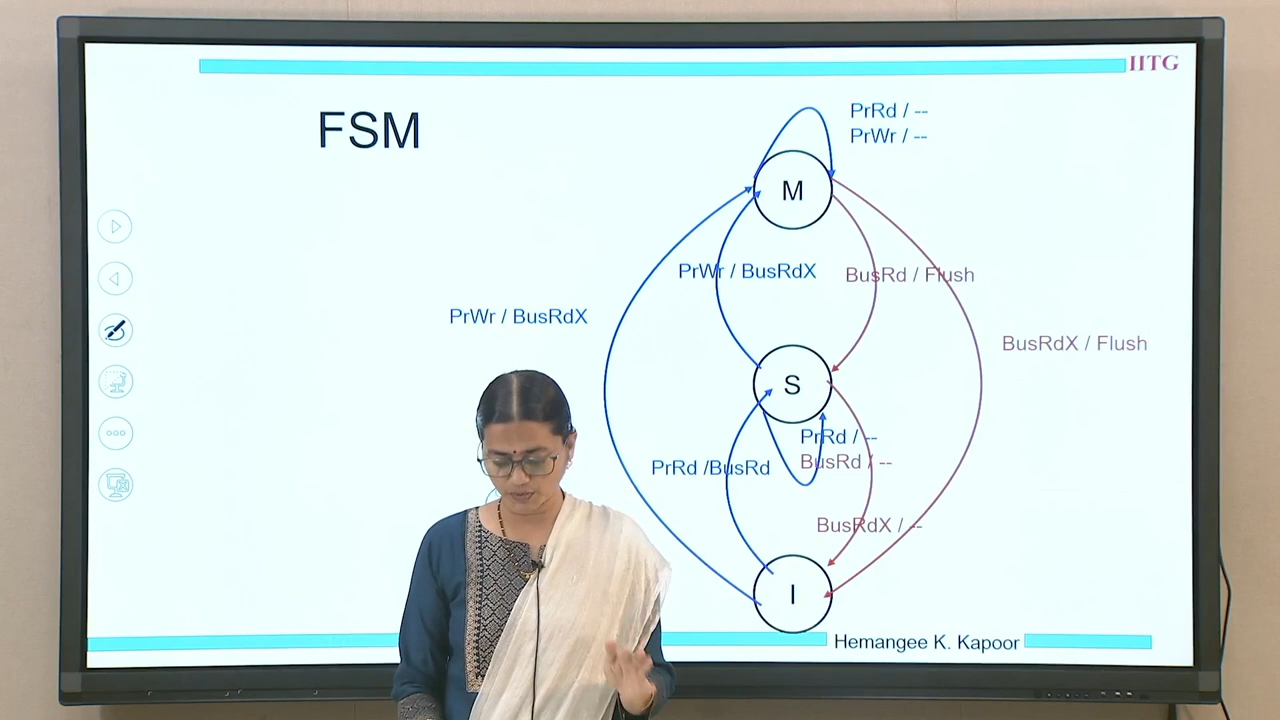 IITG
FSM
PrRd / --
PrWr / --
M
PrWr / BusRdX
BusRd / Flush
PrWr / BusRdX
BusRdX / Flush
S
PrRd / --
BusRd / --
PrRd /BusRd
BusRdX / --
I
Hemangee K. Kapoor